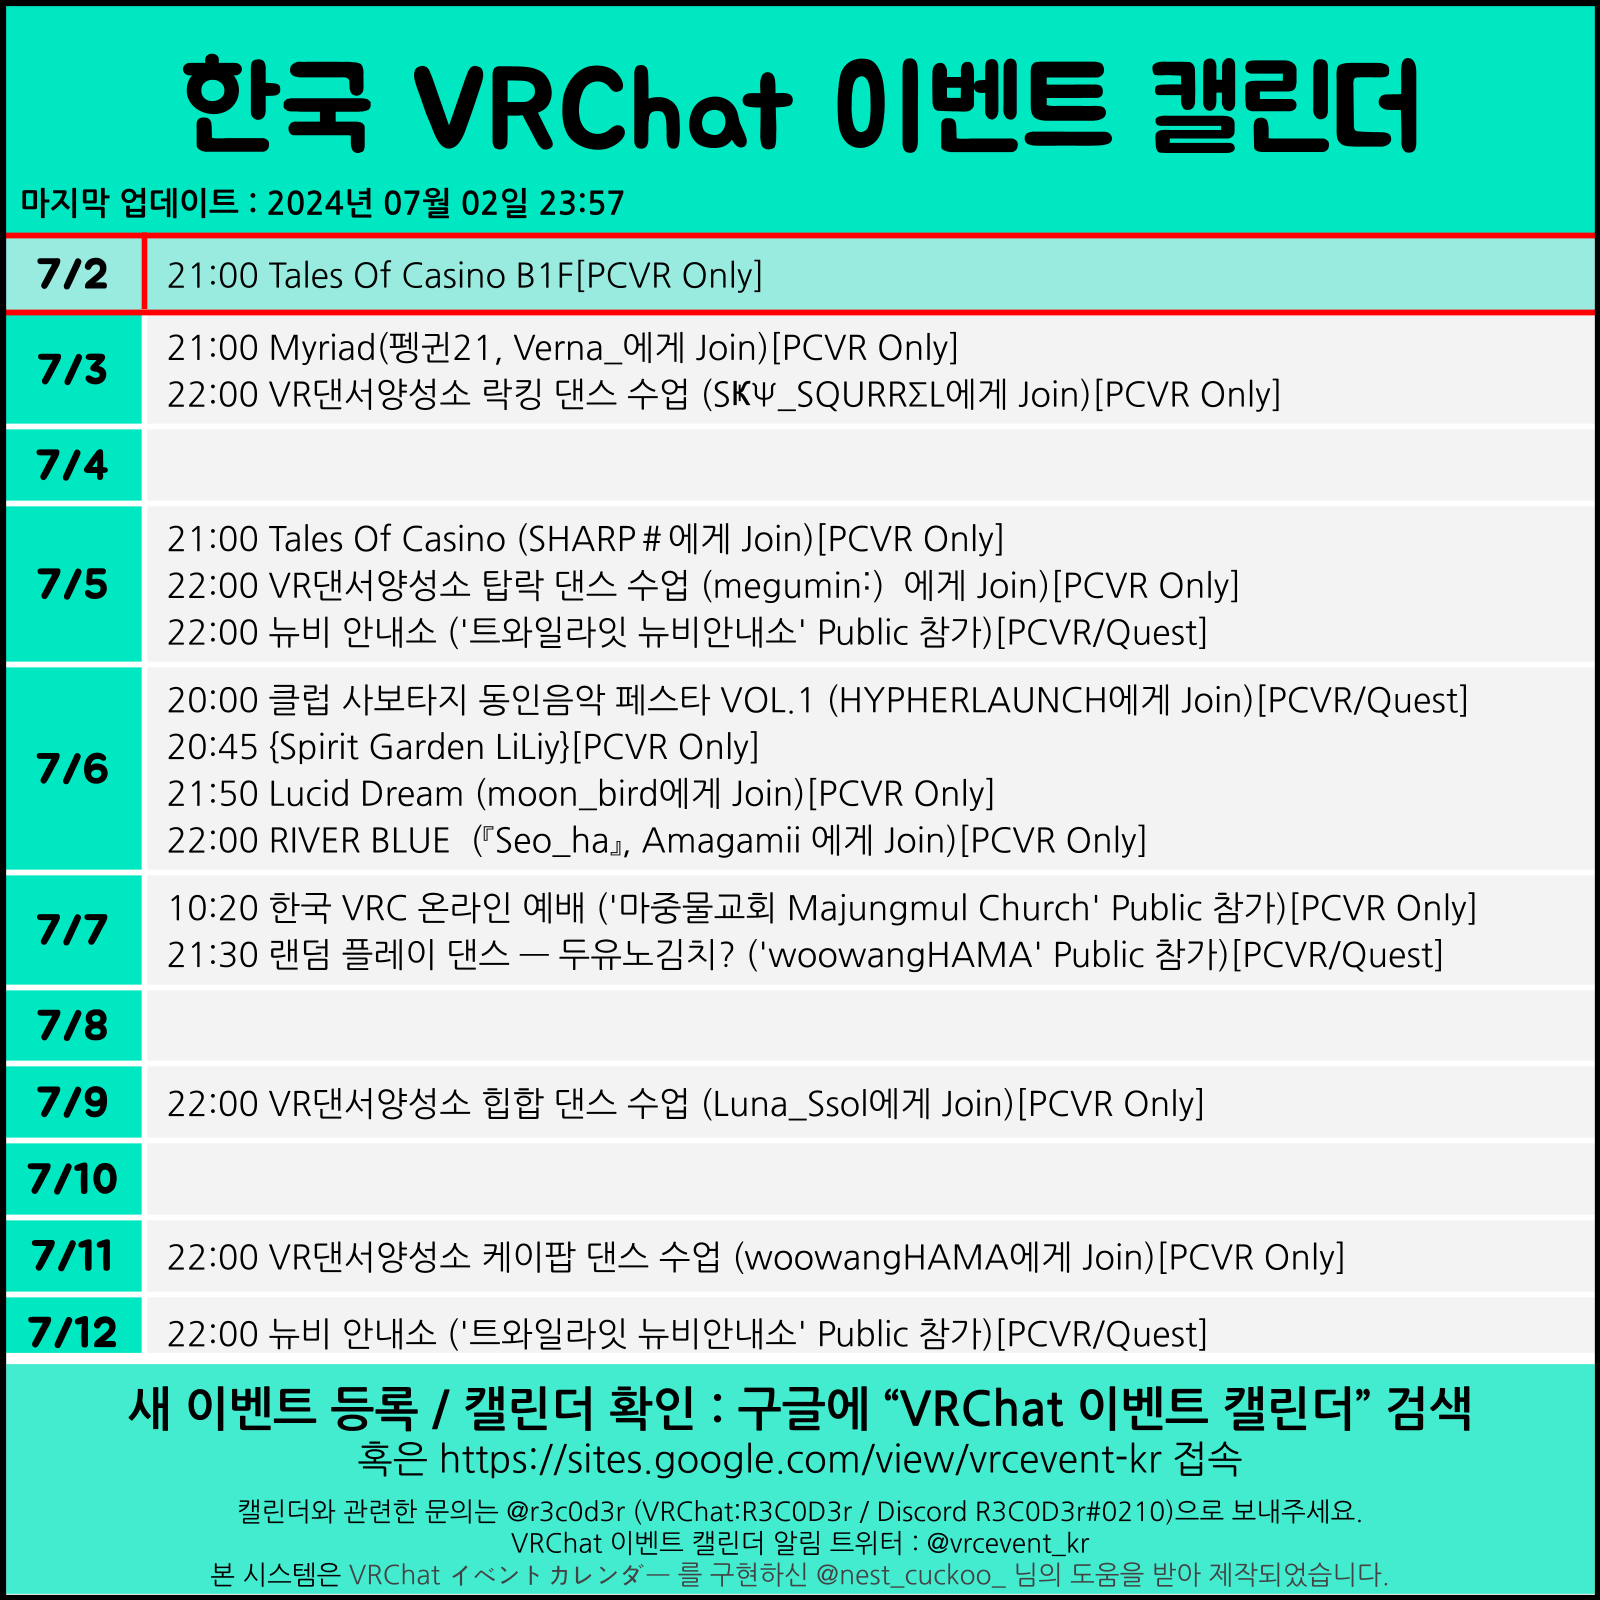 한국 VRChat 이벤트 캘린더
마지막 업데이트 : 2024년 07월 02일 23:57
7/2
21:00 Tales Of Casino B1F[PCVR Only]
7/3
21:00 Myriad(펭귄21, Verna_에게 Join)[PCVR Only]
22:00 VR댄서양성소 락킹 댄스 수업 (SҜΨ_SQURRΣL에게 Join)[PCVR Only]
7/4
7/5
21:00 Tales Of Casino (SHARP＃에게 Join)[PCVR Only]
22:00 VR댄서양성소 탑락 댄스 수업 (meguminː)  에게 Join)[PCVR Only]
22:00 뉴비 안내소 ('트와일라잇 뉴비안내소' Public 참가)[PCVR/Quest]
7/6
20:00 클럽 사보타지 동인음악 페스타 VOL.1 (HYPHERLAUNCH에게 Join)[PCVR/Quest]
20:45 {Spirit Garden LiLiy}[PCVR Only]
21:50 Lucid Dream (moon_bird에게 Join)[PCVR Only]
22:00 RIVER BLUE  (『Seo_ha』, Amagamii 에게 Join)[PCVR Only]
7/7
10:20 한국 VRC 온라인 예배 ('마중물교회 Majungmul Church' Public 참가)[PCVR Only]
21:30 랜덤 플레이 댄스 — 두유노김치? ('woowangHAMA' Public 참가)[PCVR/Quest]
7/8
7/9
22:00 VR댄서양성소 힙합 댄스 수업 (Luna_Ssol에게 Join)[PCVR Only]
7/10
7/11
22:00 VR댄서양성소 케이팝 댄스 수업 (woowangHAMA에게 Join)[PCVR Only]
7/12
22:00 뉴비 안내소 ('트와일라잇 뉴비안내소' Public 참가)[PCVR/Quest]
새 이벤트 등록 / 캘린더 확인 : 구글에 “VRChat 이벤트 캘린더” 검색
혹은 https://sites.google.com/view/vrcevent-kr 접속
캘린더와 관련한 문의는 @r3c0d3r (VRChat:R3C0D3r / Discord R3C0D3r#0210)으로 보내주세요.
VRChat 이벤트 캘린더 알림 트위터 : @vrcevent_kr
본 시스템은 VRChat イベントカレンダー 를 구현하신 @nest_cuckoo_ 님의 도움을 받아 제작되었습니다.